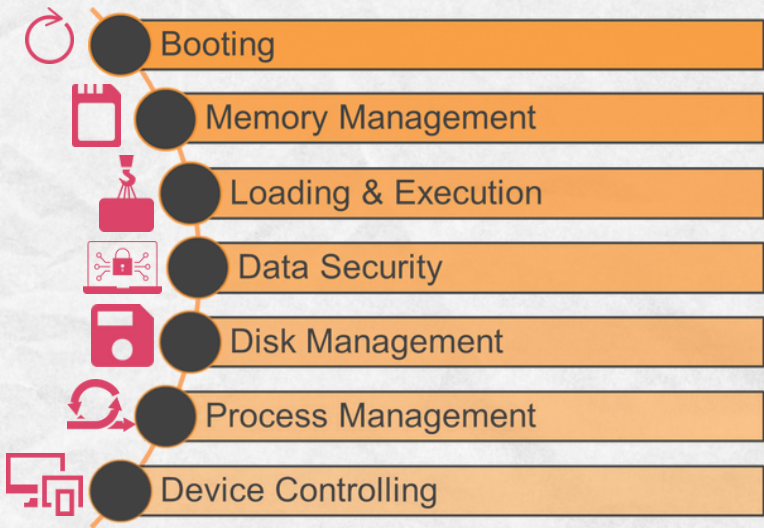 Booting
Memory Management
Loading & Execution
Data Security
Disk Management
Process Management
Device Controlling